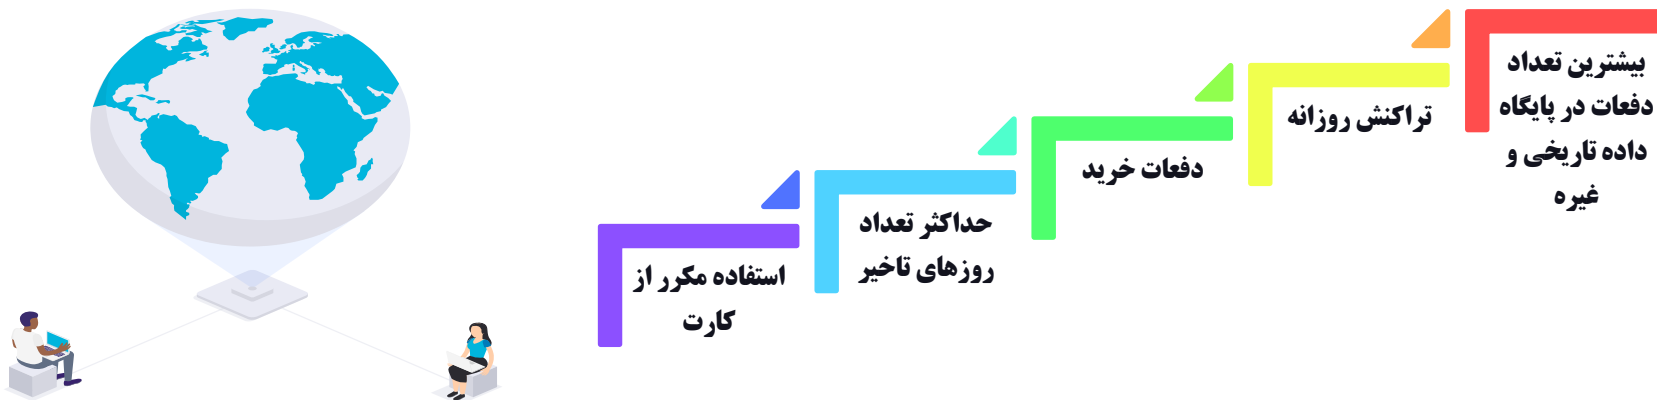 بیشترین تعداد
دفعات در پایگاه
داده تاریخی و
غیره
تراکنش روزانه
دفعات خرید
حداکثر تعداد
روزهای تاخیر
استفاده مکرر از
کارت